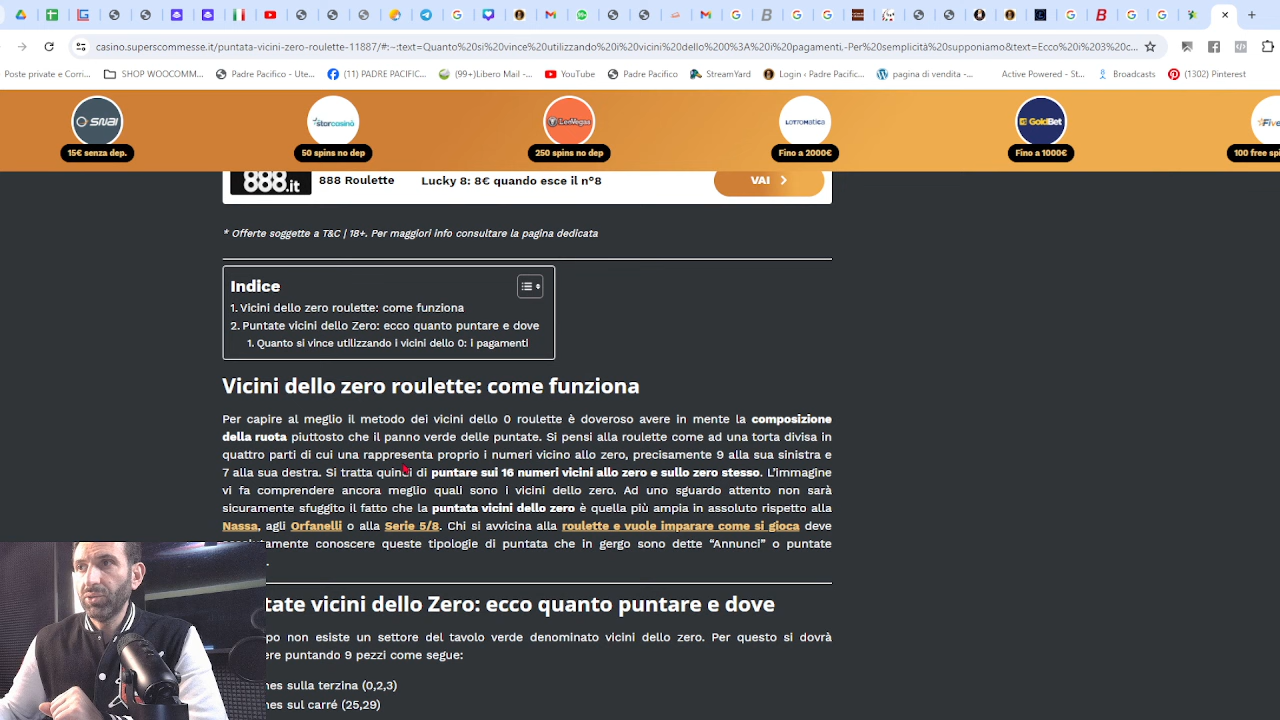 casino.superscommesse.it/puntata-vicini-zero-roulette-11887/#:~:text=Quanto%20si%20vince%20utilizzando%20i%20vicini%20dello%200%3A%20i%20pagamenti,-Per%20semplicità%20supponiamo&text=Ecco%20i%203%20c...
Poste private e Corri... SHOP WOOCOMM... Padre Pacifico - Ute... (11) PADRE PACIFIC... (99+)Libero Mail -... YouTube Padre Pacifico StreamYard Login ‹ Padre Pacific... pagina di vendita -... Active Powered - St... Broadcasts (1302) Pinterest
SNAI starcasinò LeoVegas LOTTOMATICA GoldBet Five
15€ senza dep. 50 spins no dep 250 spins no dep Fino a 2000€ Fino a 1000€ 100 free spi
888.it 888 Roulette Lucky 8: 8€ quando esce il n°8 VAI
* Offerte soggette a T&C | 18+. Per maggiori info consultare la pagina dedicata
Indice
1. Vicini dello zero roulette: come funziona
2. Puntate vicini dello Zero: ecco quanto puntare e dove
1. Quanto si vince utilizzando i vicini dello 0: i pagamenti
Vicini dello zero roulette: come funziona
Per capire al meglio il metodo dei vicini dello 0 roulette è doveroso avere in mente la composizione
della ruota piuttosto che il panno verde delle puntate. Si pensi alla roulette come ad una torta divisa in
quattro parti di cui una rappresenta proprio i numeri vicino allo zero, precisamente 9 alla sua sinistra e
7 alla sua destra. Si tratta quindi di puntare sui 16 numeri vicini allo zero e sullo zero stesso. L’immagine
vi fa comprendere ancora meglio quali sono i vicini dello zero. Ad uno sguardo attento non sarà
sicuramente sfuggito il fatto che la puntata vicini dello zero è quella più ampia in assoluto rispetto alla
Nassa, agli Orfanelli o alla Serie 5/8. Chi si avvicina alla roulette e vuole imparare come si gioca deve
assolutamente conoscere queste tipologie di puntata che in gergo sono dette “Annunci” o puntate
tate vicini dello Zero: ecco quanto puntare e dove
po non esiste un settore del tavolo verde denominato vicini dello zero. Per questo si dovrà
ere puntando 9 pezzi come segue:
nes sulla terzina (0,2,3)
nes sul carré (25,29)